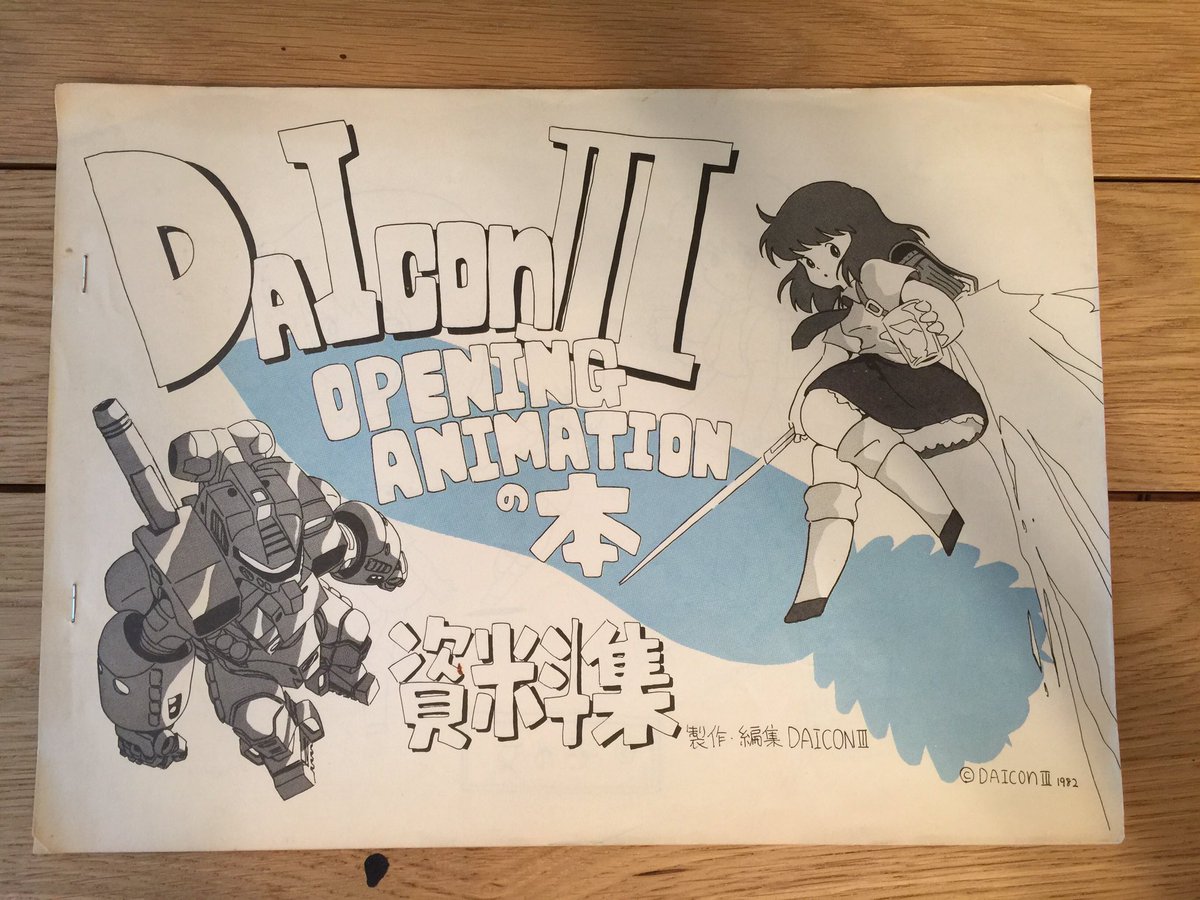 DAICON III
OPENING
ANIMATION
の本
資料集
製作・編集 DAICON III
© DAICON III 1982